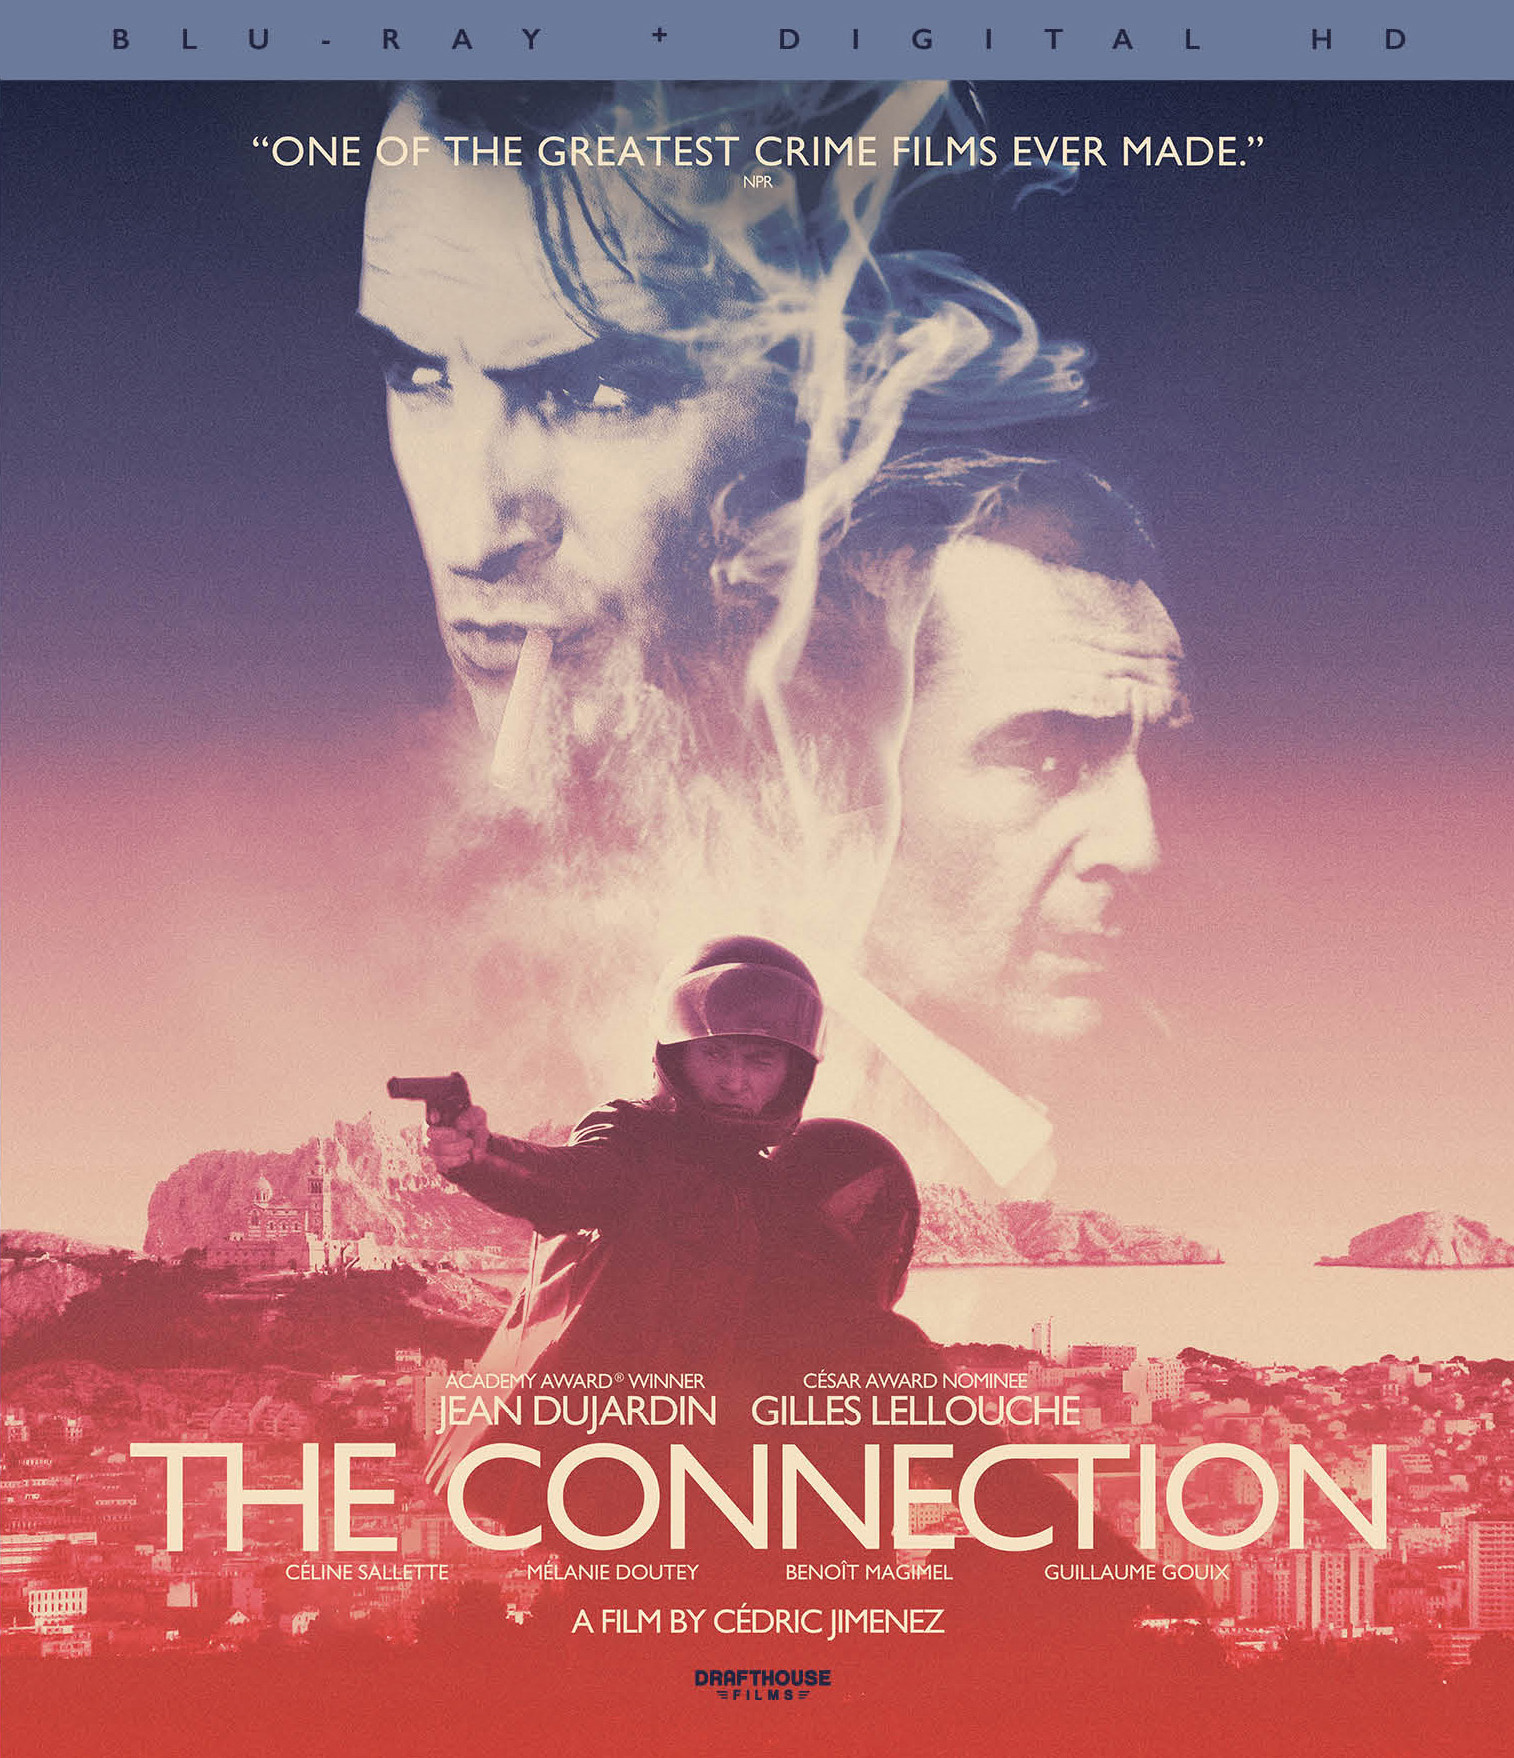 BLU-RAY + DIGITAL HD
“ONE OF THE GREATEST CRIME FILMS EVER MADE.”
NPR
ACADEMY AWARD® WINNER CÉSAR AWARD NOMINEE
JEAN DUJARDIN GILLES LELLOUCHE
THE CONNECTION
CÉLINE SALLETTE MÉLANIE DOUTEY BENOÎT MAGIMEL GUILLAUME GOUIX
A FILM BY CÉDRIC JIMENEZ
DRAFTHOUSE
FILMS